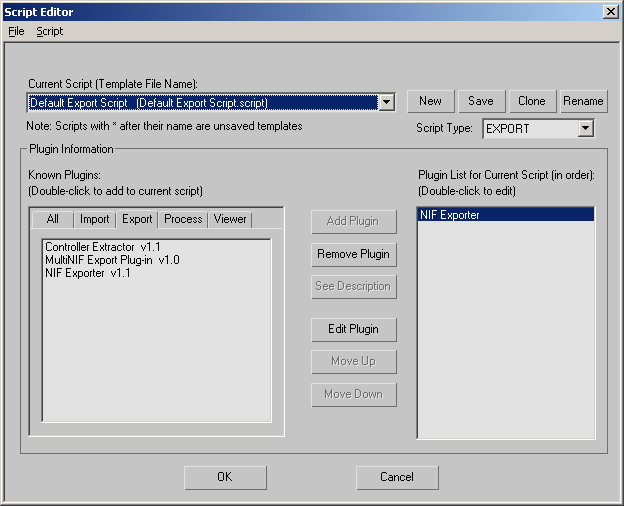 Script Editor
File Script
Current Script (Template File Name):
Default Export Script (Default Export Script.script)
New Save Clone Rename
Note: Scripts with * after their name are unsaved templates
Script Type: EXPORT
Plugin Information
Known Plugins:
(Double-click to add to current script)
All Import Export Process Viewer
Controller Extractor v1.1
MultiNIF Export Plug-in v1.0
NIF Exporter v1.1
Add Plugin
Remove Plugin
See Description
Edit Plugin
Move Up
Move Down
Plugin List for Current Script (in order):
(Double-click to edit)
NIF Exporter
OK Cancel